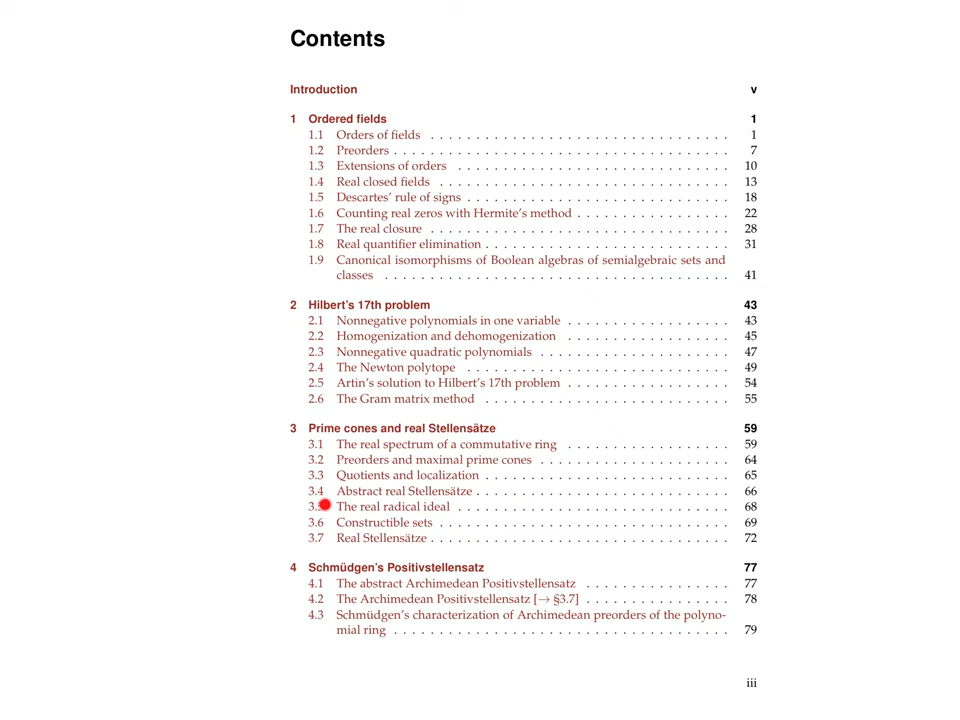 Contents
Introduction v
1 Ordered fields 1
1.1 Orders of fields . . . . . . . . . . . . . . . . . . . . . . . . . . . . . . . . . 1
1.2 Preorders . . . . . . . . . . . . . . . . . . . . . . . . . . . . . . . . . . . . . 7
1.3 Extensions of orders . . . . . . . . . . . . . . . . . . . . . . . . . . . . . . 10
1.4 Real closed fields . . . . . . . . . . . . . . . . . . . . . . . . . . . . . . . . 13
1.5 Descartes’ rule of signs . . . . . . . . . . . . . . . . . . . . . . . . . . . . . 18
1.6 Counting real zeros with Hermite’s method . . . . . . . . . . . . . . . . . 22
1.7 The real closure . . . . . . . . . . . . . . . . . . . . . . . . . . . . . . . . . 28
1.8 Real quantifier elimination . . . . . . . . . . . . . . . . . . . . . . . . . . . 31
1.9 Canonical isomorphisms of Boolean algebras of semialgebraic sets and
classes . . . . . . . . . . . . . . . . . . . . . . . . . . . . . . . . . . . . . . 41
2 Hilbert’s 17th problem 43
2.1 Nonnegative polynomials in one variable . . . . . . . . . . . . . . . . . . 43
2.2 Homogenization and dehomogenization . . . . . . . . . . . . . . . . . . 45
2.3 Nonnegative quadratic polynomials . . . . . . . . . . . . . . . . . . . . . 47
2.4 The Newton polytope . . . . . . . . . . . . . . . . . . . . . . . . . . . . . 49
2.5 Artin’s solution to Hilbert’s 17th problem . . . . . . . . . . . . . . . . . . 54
2.6 The Gram matrix method . . . . . . . . . . . . . . . . . . . . . . . . . . . 55
3 Prime cones and real Stellensätze 59
3.1 The real spectrum of a commutative ring . . . . . . . . . . . . . . . . . . 59
3.2 Preorders and maximal prime cones . . . . . . . . . . . . . . . . . . . . . 64
3.3 Quotients and localization . . . . . . . . . . . . . . . . . . . . . . . . . . . 65
3.4 Abstract real Stellensätze . . . . . . . . . . . . . . . . . . . . . . . . . . . . 66
The real radical ideal . . . . . . . . . . . . . . . . . . . . . . . . . . . . . . 68
3.6 Constructible sets . . . . . . . . . . . . . . . . . . . . . . . . . . . . . . . . 69
3.7 Real Stellensätze . . . . . . . . . . . . . . . . . . . . . . . . . . . . . . . . . 72
4 Schmüdgen’s Positivstellensatz 77
4.1 The abstract Archimedean Positivstellensatz . . . . . . . . . . . . . . . . 77
4.2 The Archimedean Positivstellensatz [→ §3.7] . . . . . . . . . . . . . . . . 78
4.3 Schmüdgen’s characterization of Archimedean preorders of the polyno-
mial ring . . . . . . . . . . . . . . . . . . . . . . . . . . . . . . . . . . . . . 79
iii